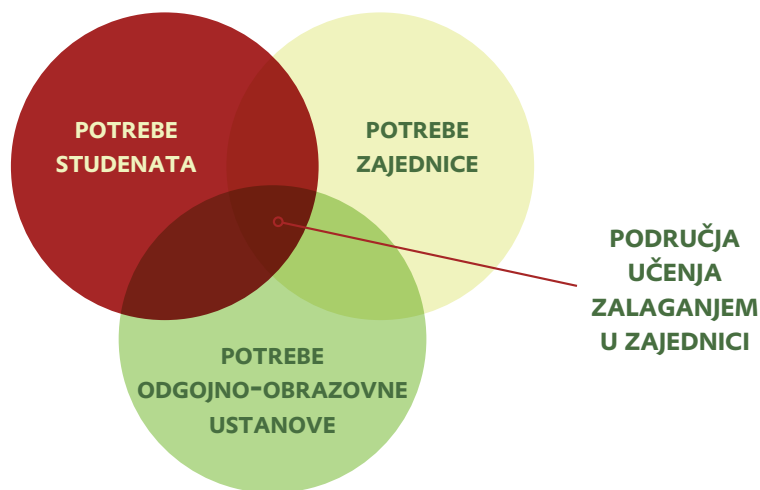 POTREBE
STUDENATA
POTREBE
ZAJEDNICE
PODRUČJA
UČENJA
ZALAGANJEM
U ZAJEDNICI
POTREBE
ODGOJNO-OBRAZOVNE
USTANOVE